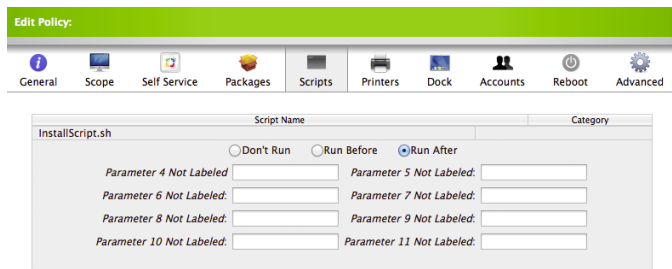 Edit Policy:
General Scope Self Service Packages Scripts Printers Dock Accounts Reboot Advanced
Script Name Category
InstallScript.sh
Don't Run Run Before Run After
Parameter 4 Not Labeled Parameter 5 Not Labeled:
Parameter 6 Not Labeled: Parameter 7 Not Labeled:
Parameter 8 Not Labeled: Parameter 9 Not Labeled:
Parameter 10 Not Labeled: Parameter 11 Not Labeled: